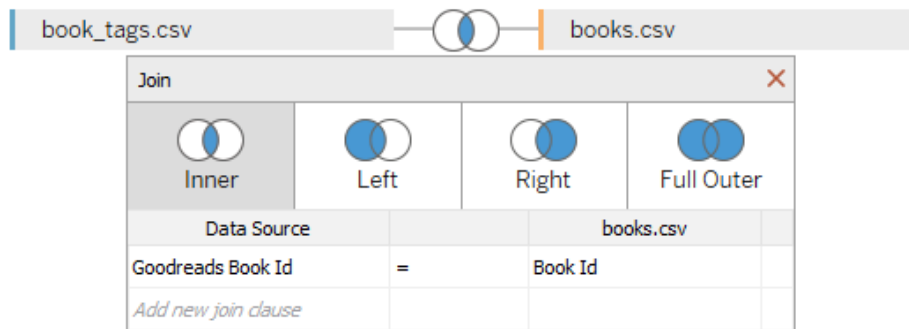 book_tags.csv books.csv
Join
Inner Left Right Full Outer
Data Source books.csv
Goodreads Book Id = Book Id
Add new join clause